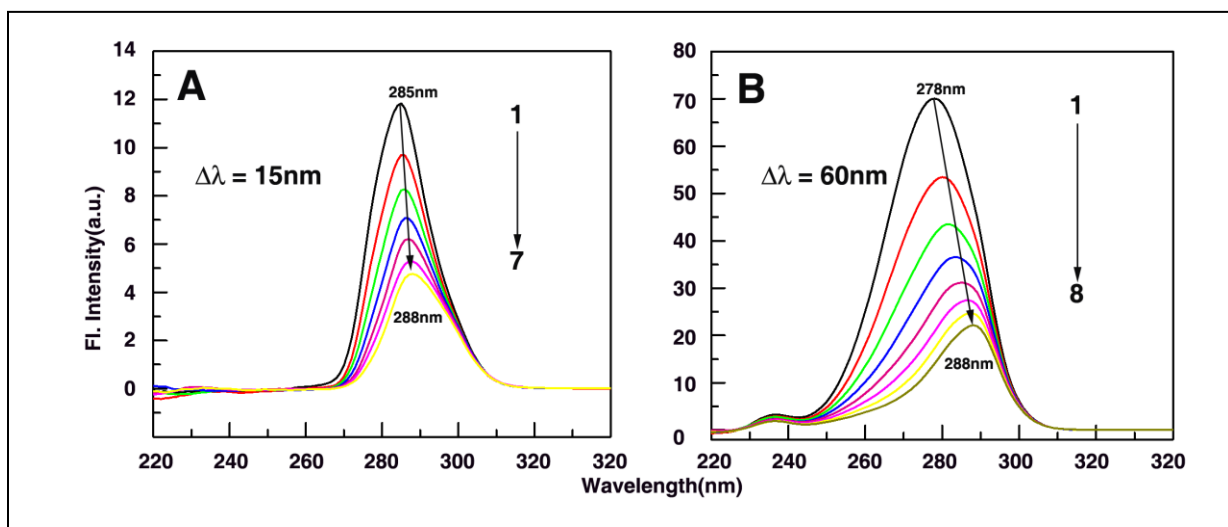 A
285nm
1
Δλ = 15nm
7
288nm
14
12
10
8
6
4
2
0
220 240 260 280 300 320
Fl. Intensity(a.u.)
B
278nm
1
Δλ = 60nm
8
288nm
80
70
60
50
40
30
20
10
0
220 240 260 280 300 320
Wavelength(nm)